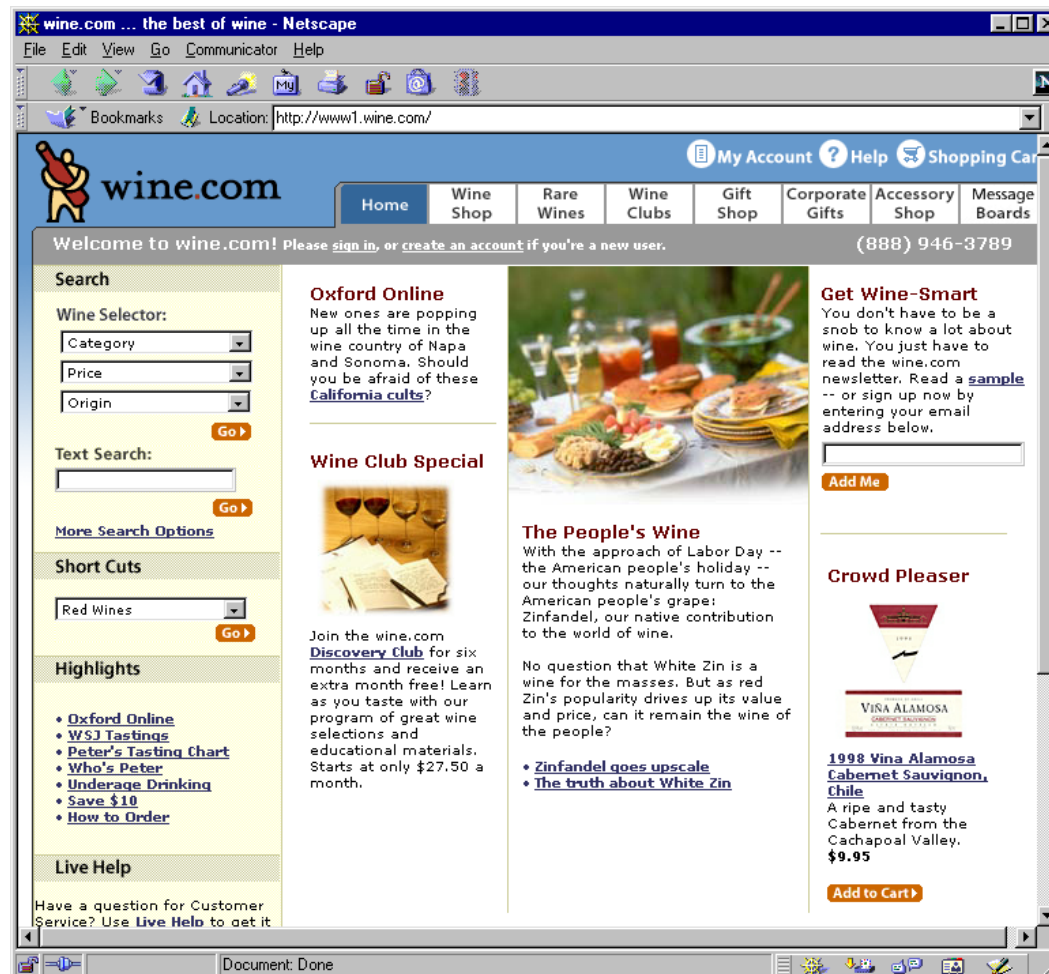 wine.com ... the best of wine - Netscape
File Edit View Go Communicator Help
My
N
Bookmarks Location: http://www1.wine.com/
My Account ? Help Shopping Car
wine.com
Home
Wine
Shop
Rare
Wines
Wine
Clubs
Gift
Shop
Corporate
Gifts
Accessory
Shop
Message
Boards
Welcome to wine.com! Please sign in, or create an account if you're a new user. (888) 946-3789
Search
Wine Selector:
Category
Price
Origin
Go
Text Search:
Go
More Search Options
Short Cuts
Red Wines
Go
Highlights
• Oxford Online
• WSJ Tastings
• Peter's Tasting Chart
• Who's Peter
• Underage Drinking
• Save $10
• How to Order
Live Help
Have a question for Customer
Service? Use Live Help to get it
Oxford Online
New ones are popping
up all the time in the
wine country of Napa
and Sonoma. Should
you be afraid of these
California cults?
Wine Club Special
Join the wine.com
Discovery Club for six
months and receive an
extra month free! Learn
as you taste with our
program of great wine
selections and
educational materials.
Starts at only $27.50 a
month.
The People's Wine
With the approach of Labor Day --
the American people's holiday --
our thoughts naturally turn to the
American people's grape:
Zinfandel, our native contribution
to the world of wine.
No question that White Zin is a
wine for the masses. But as red
Zin's popularity drives up its value
and price, can it remain the wine of
the people?
• Zinfandel goes upscale
• The truth about White Zin
Get Wine-Smart
You don't have to be a
snob to know a lot about
wine. You just have to
read the wine.com
newsletter. Read a sample
-- or sign up now by
entering your email
address below.
Add Me
Crowd Pleaser
1998
VIÑA ALAMOSA
CABERNET SAUVIGNON
1998 Vina Alamosa
Cabernet Sauvignon,
Chile
A ripe and tasty
Cabernet from the
Cachapoal Valley.
$9.95
Add to Cart
Document: Done